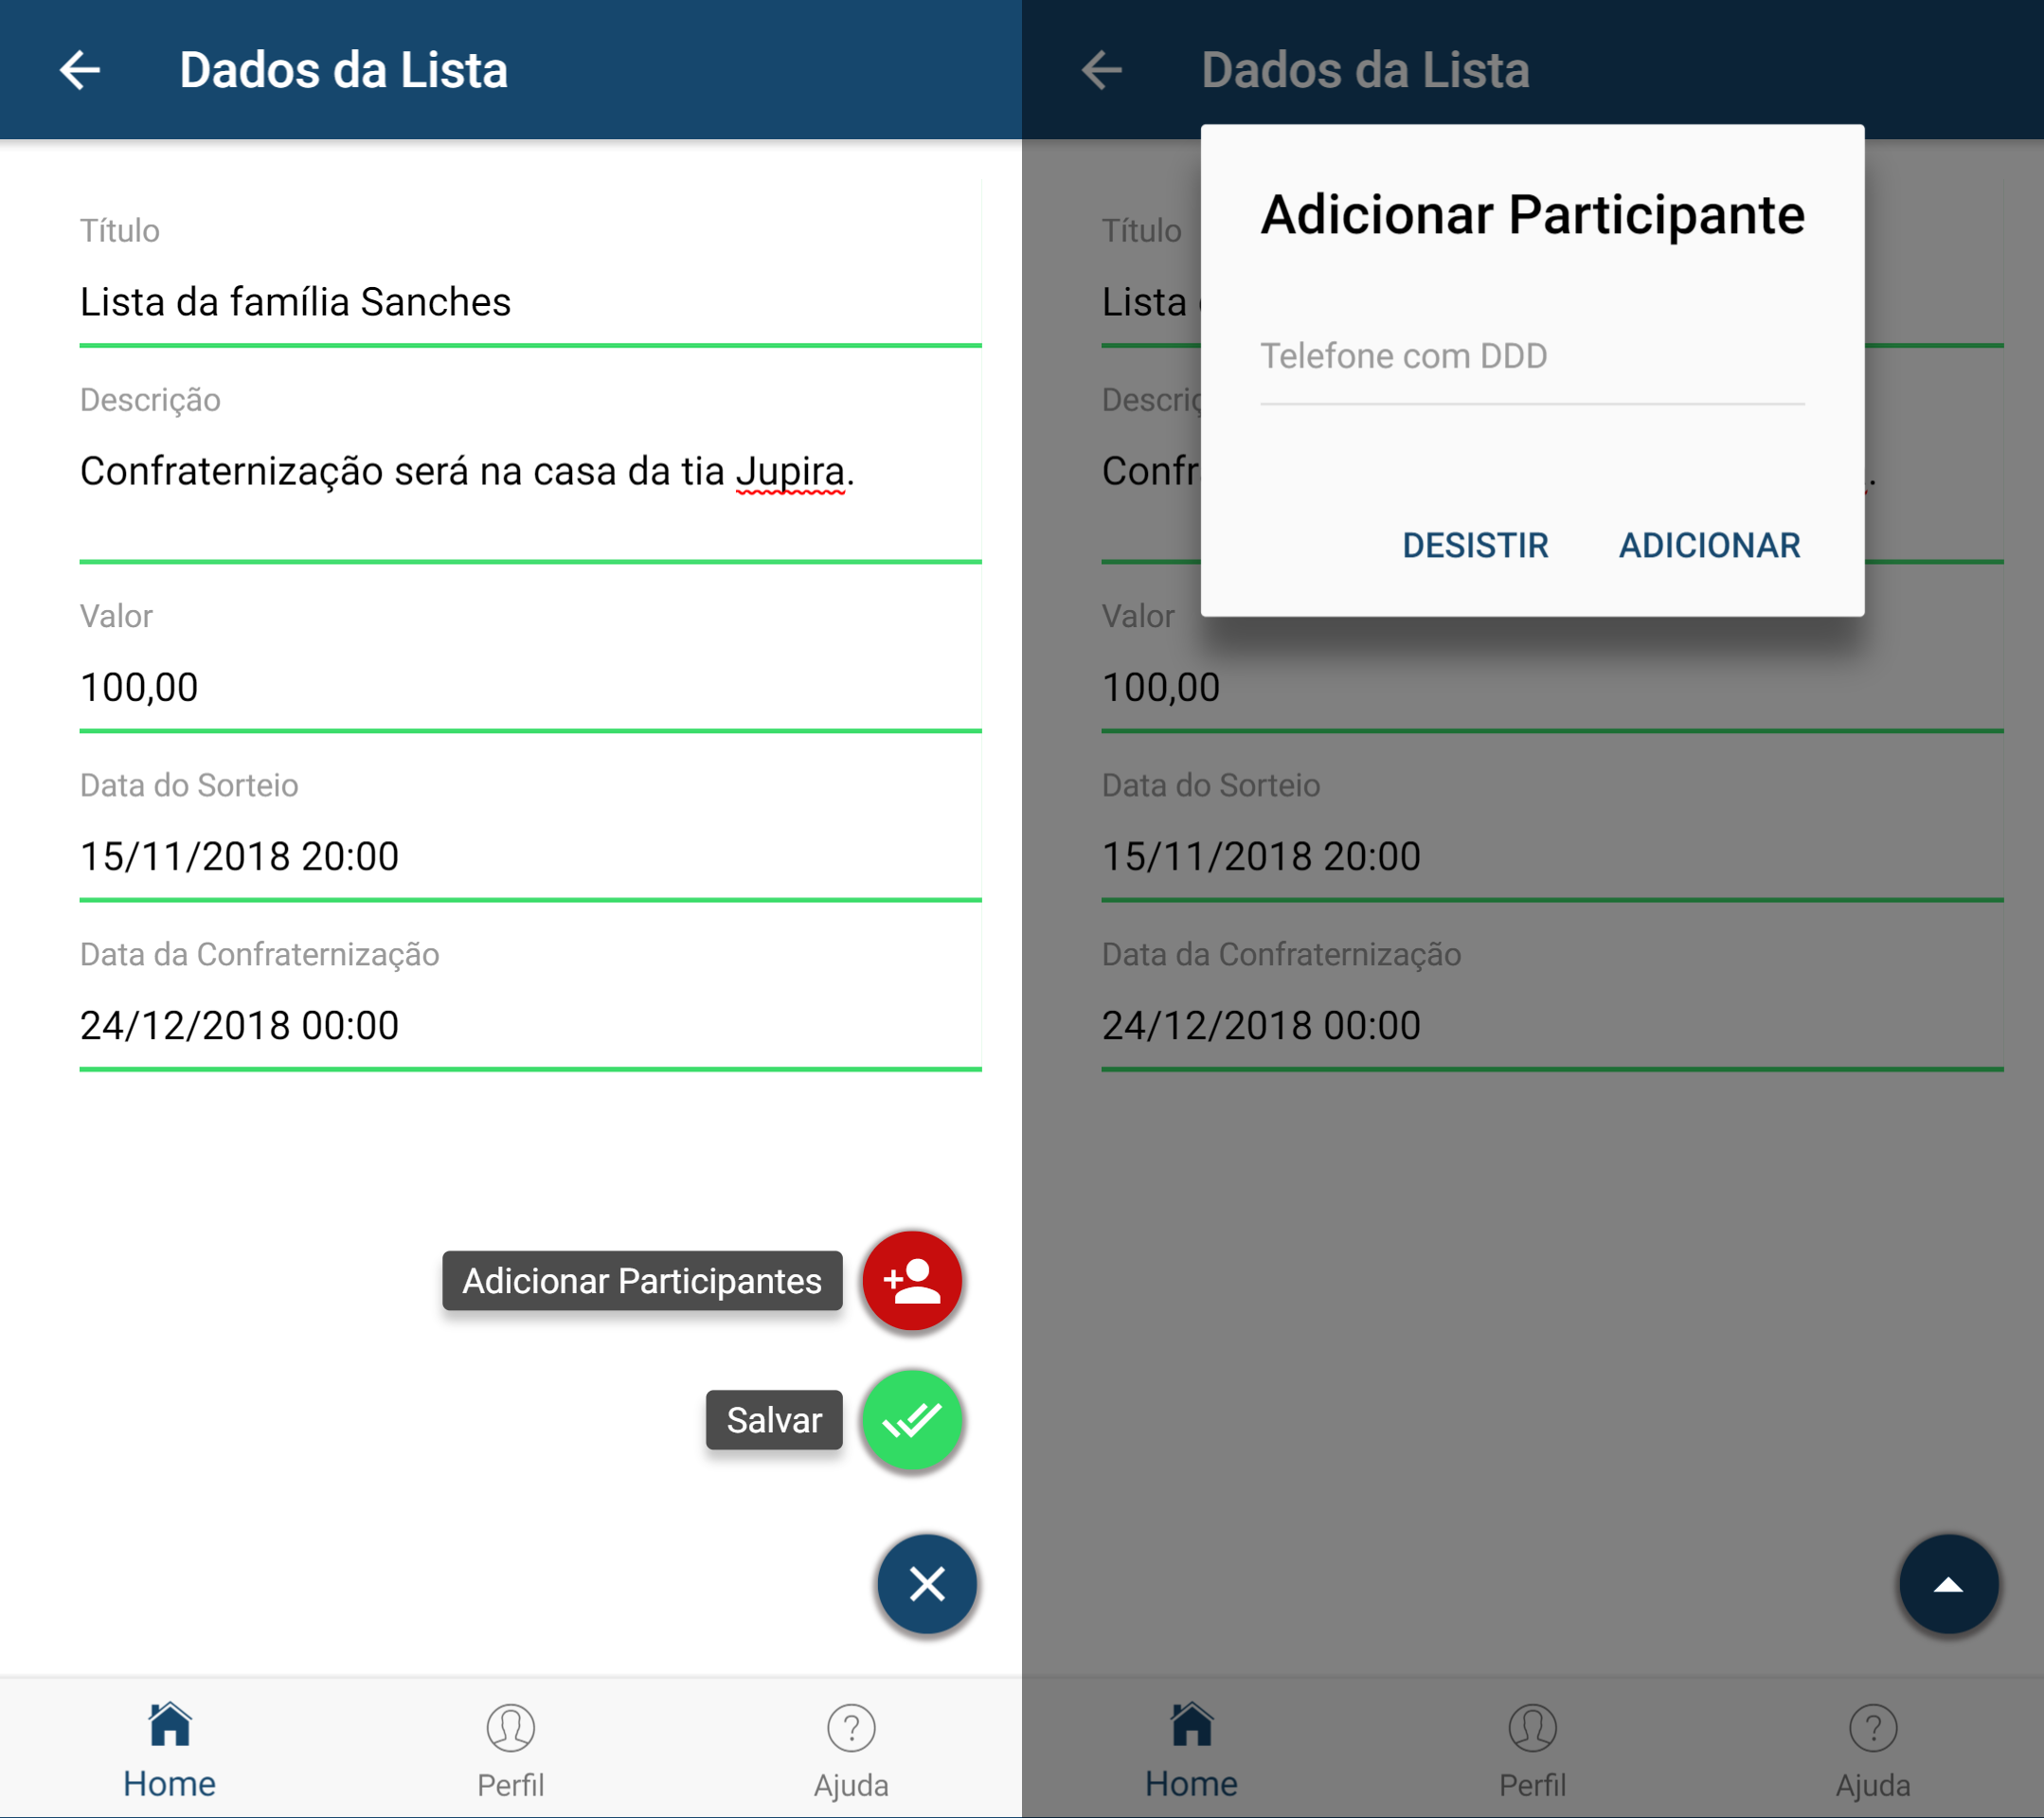 Dados da Lista
Título
Lista da família Sanches
Descrição
Confraternização será na casa da tia Jupira.
Valor
100,00
Data do Sorteio
15/11/2018 20:00
Data da Confraternização
24/12/2018 00:00
Adicionar Participantes
Salvar
Home
Perfil
Ajuda
Dados da Lista
Adicionar Participante
Telefone com DDD
DESISTIR
ADICIONAR
Título
Lista
Valor
100,00
Data do Sorteio
15/11/2018 20:00
Data da Confraternização
24/12/2018 00:00
Home
Perfil
Ajuda